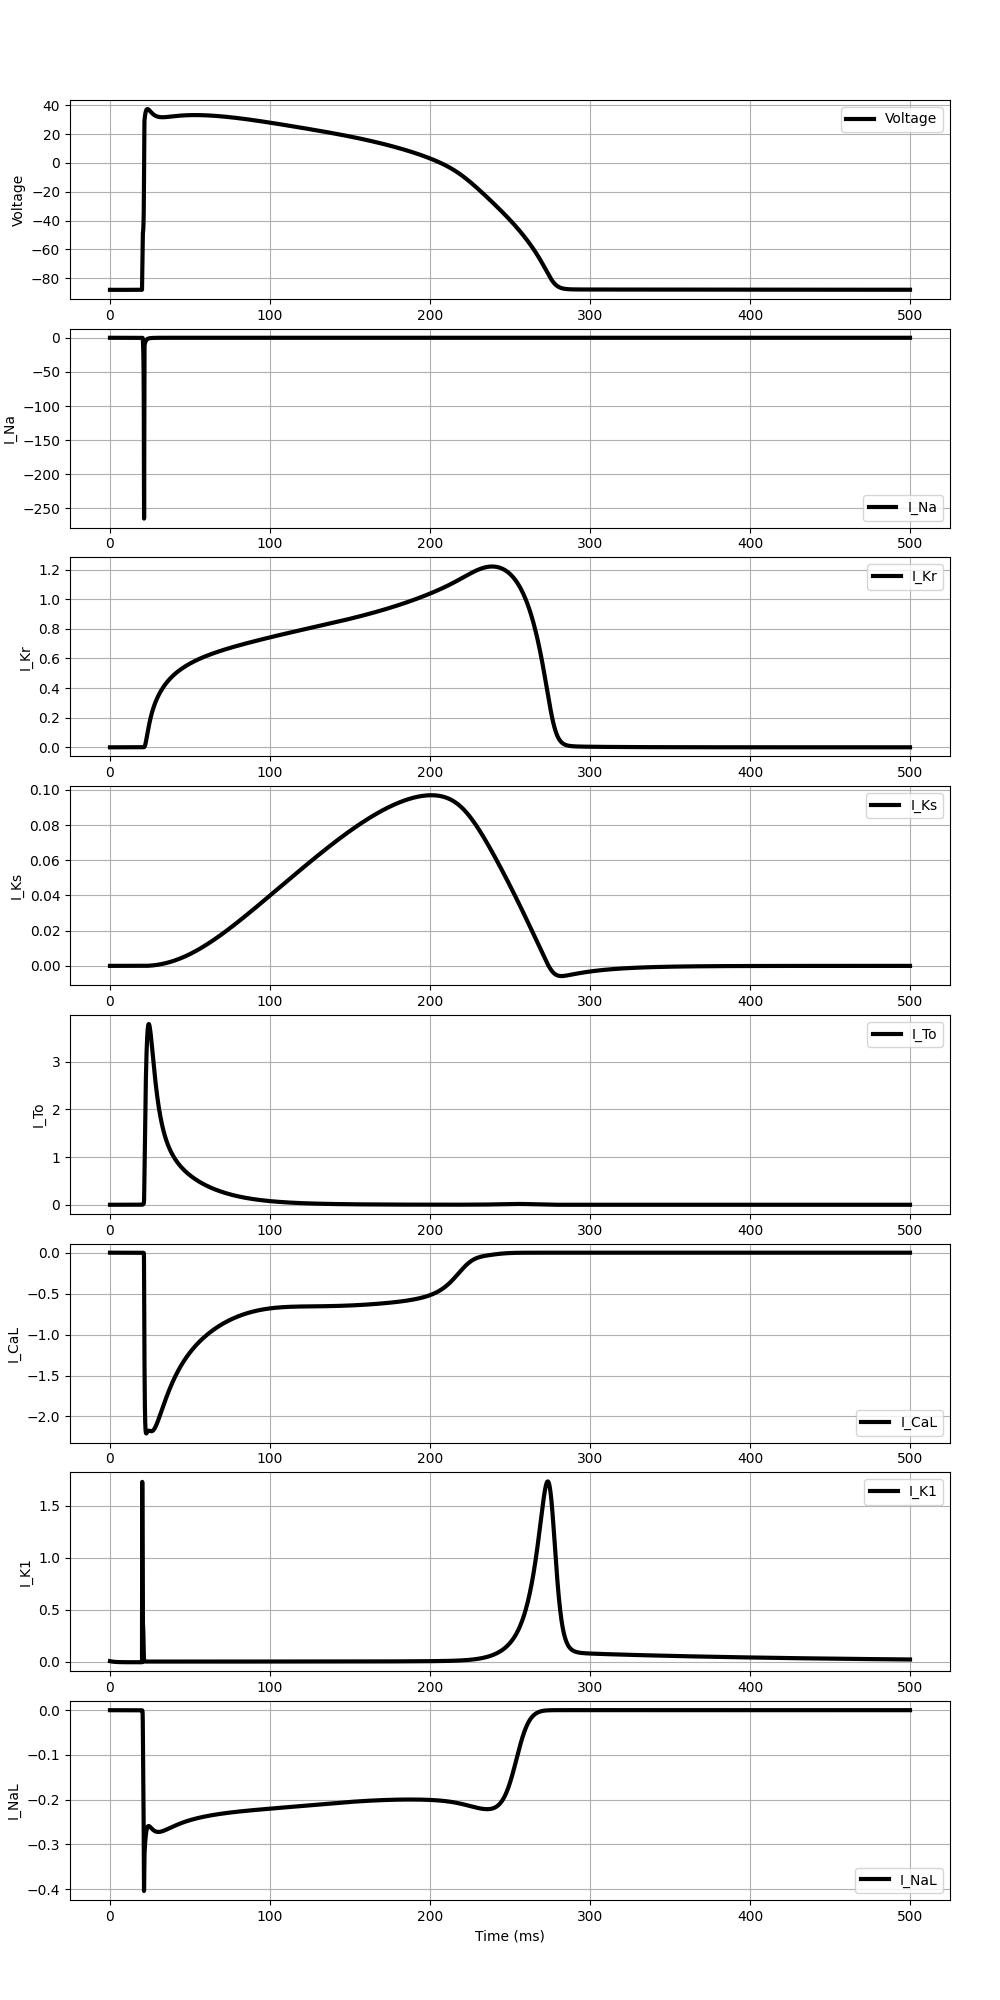 40
20
0
−20
−40
−60
−80
Voltage
Voltage
0 100 200 300 400 500
0
−50
−100
−150
−200
−250
I_Na
I_Na
0 100 200 300 400 500
1.2
1.0
0.8
0.6
0.4
0.2
0.0
I_Kr
I_Kr
0 100 200 300 400 500
0.10
0.08
0.06
0.04
0.02
0.00
I_Ks
I_Ks
0 100 200 300 400 500
3
2
1
0
I_To
I_To
0 100 200 300 400 500
0.0
−0.5
−1.0
−1.5
−2.0
I_CaL
I_CaL
0 100 200 300 400 500
1.5
1.0
0.5
0.0
I_K1
I_K1
0 100 200 300 400 500
0.0
−0.1
−0.2
−0.3
−0.4
I_NaL
I_NaL
0 100 200 300 400 500
Time (ms)